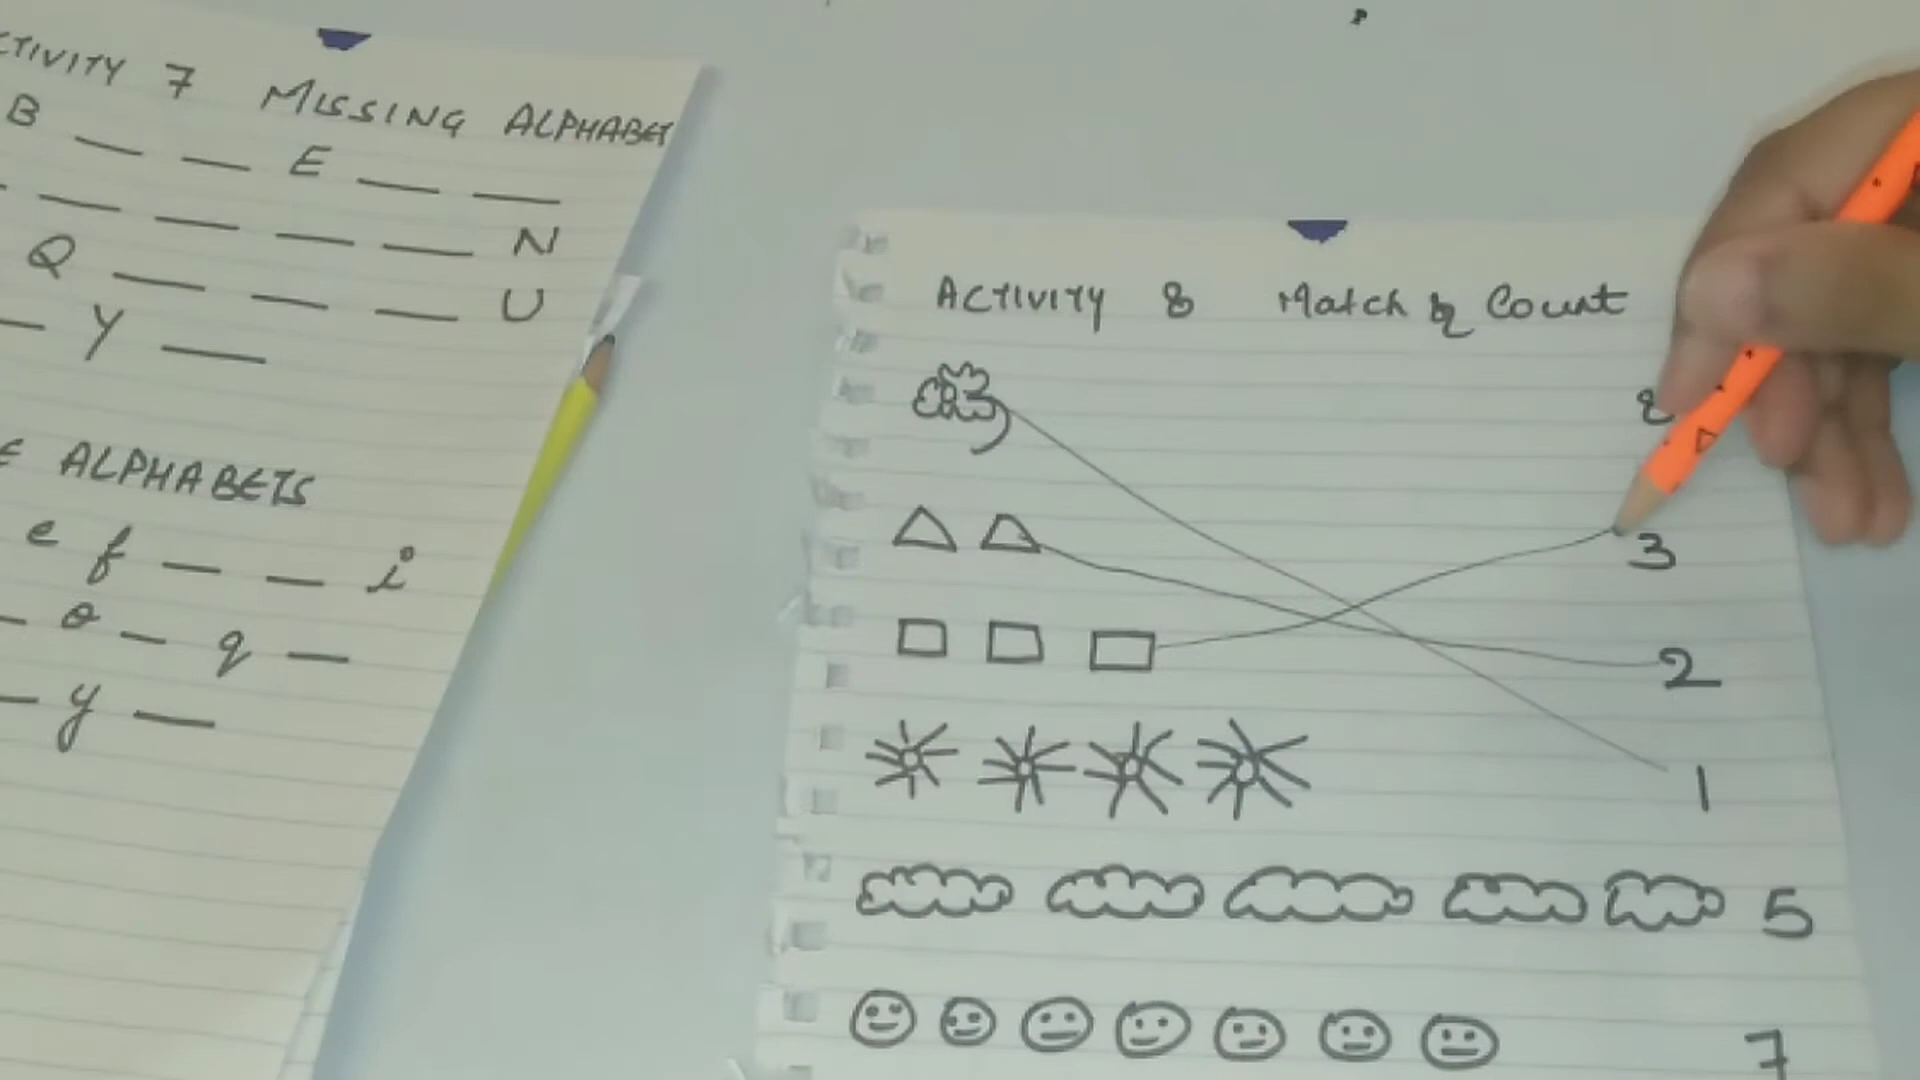 CTIVITY 7 MISSING ALPHABET
B _ _ E _ _
_ _ _ _ _ N
Q _ _ _ U
_ Y _
ALPHABETS
e f _ _ i
_ o _ q _
_ y _
ACTIVITY 8 Match & Count
3
2
1
5
7